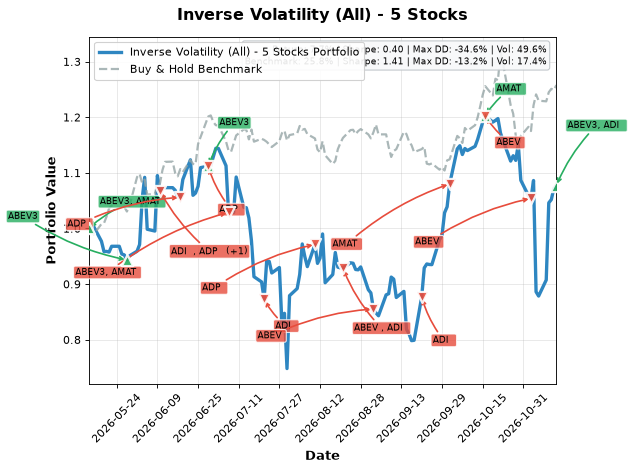 Inverse Volatility (All) - 5 Stocks
Inverse Volatility (All) - 5 Stocks Portfolio
Buy & Hold Benchmark
0.40 | Max DD: -34.6% | Vol: 49.6%
1.41 | Max DD: -13.2% | Vol: 17.4%
Portfolio Value
1.3
1.2
1.1
1.0
0.9
0.8
AMAT
ABEV3
ABEV3, ADI
ABEV
ABEV3, AMAT
ABEV3
ADP
ADI , ADP (+1)
AMAT
ABEV
ABEV3, AMAT
ADP
ADI
ABEV
ABEV , ADI
ADI
2026-05-24
2026-06-09
2026-06-25
2026-07-11
2026-07-27
2026-08-12
2026-08-28
2026-09-13
2026-09-29
2026-10-15
2026-10-31
Date